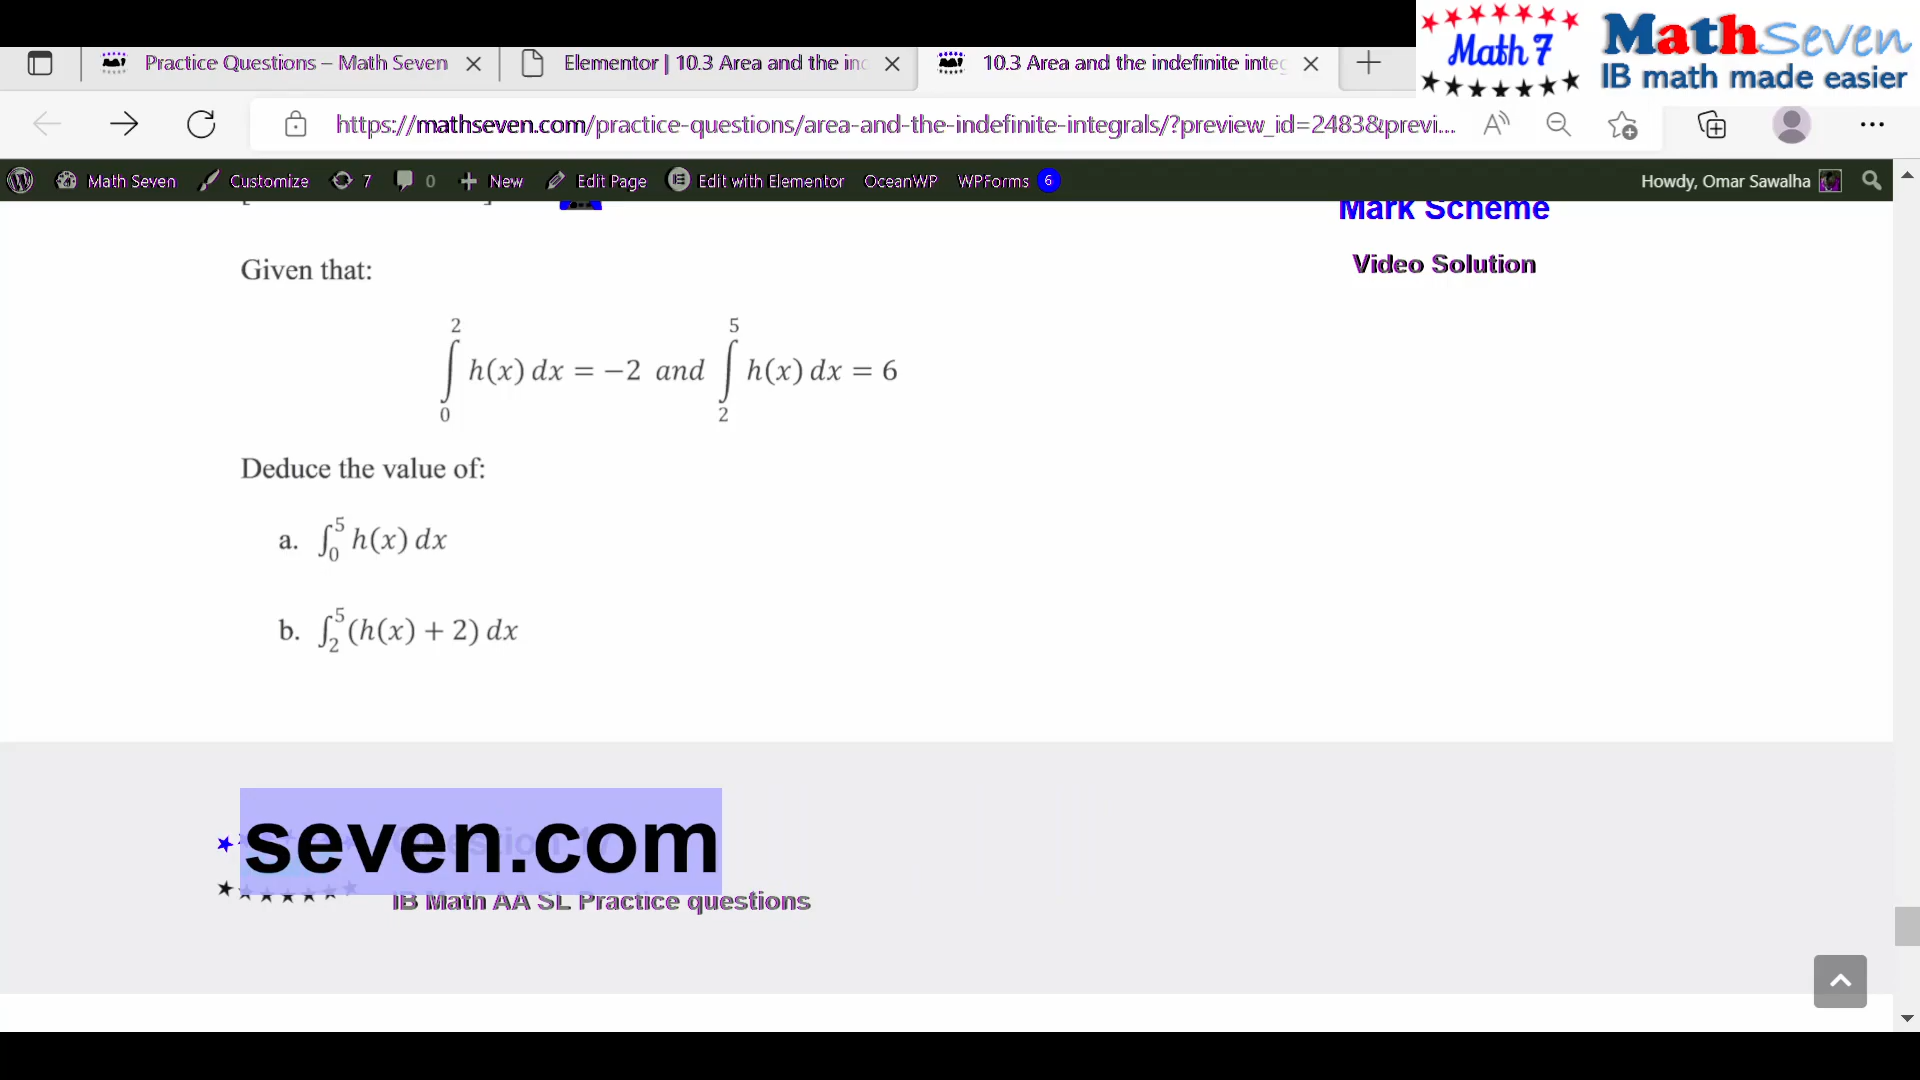 Math 7
MathSeven
IB math made easier
Practice Questions – Math Seven
Elementor | 10.3 Area and the ind
10.3 Area and the indefinite integ
https://mathseven.com/practice-questions/area-and-the-indefinite-integrals/?preview_id=2483&previ...
Math Seven Customize 7 0 New Edit Page Edit with Elementor OceanWP WPForms 6 Howdy, Omar Sawalha
Mark Scheme
Video Solution
Given that:
∫₀² h(x) dx = −2 and ∫₂⁵ h(x) dx = 6
Deduce the value of:
a. ∫₀⁵ h(x) dx
b. ∫₂⁵ (h(x) + 2) dx
seven.com
IB Math AA SL Practice questions